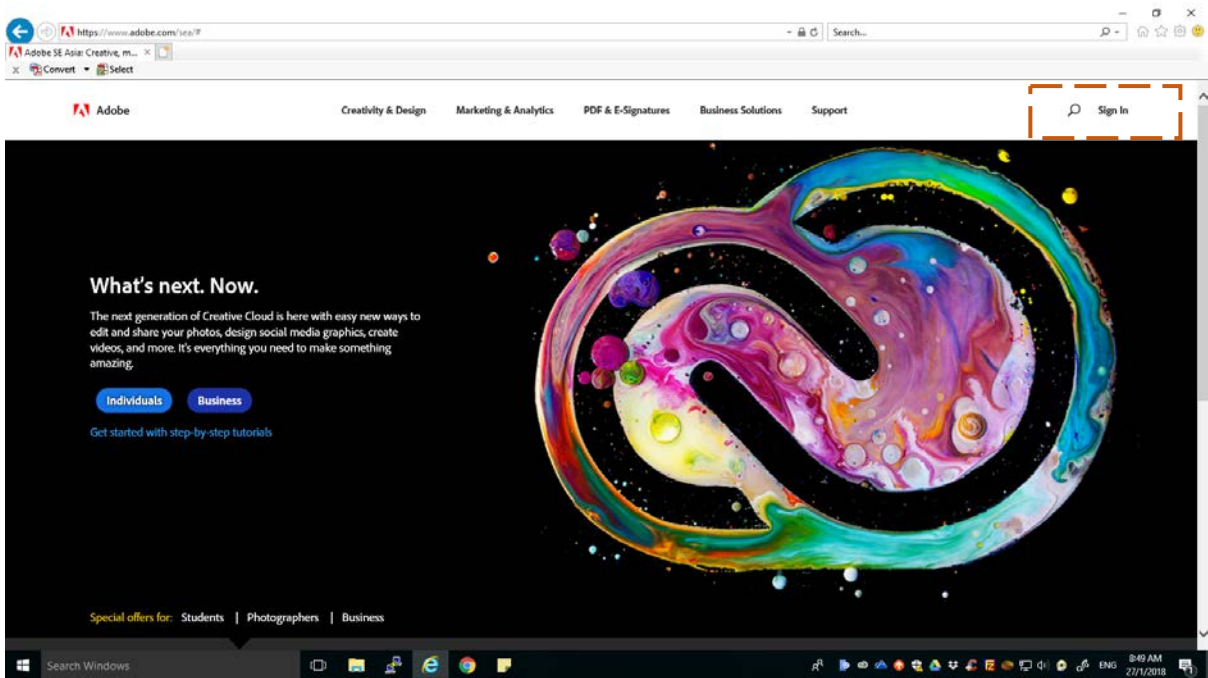 https://www.adobe.com/sea/#
Search...
Adobe SE Asia: Creative, m...
x Convert Select
Adobe Creativity & Design Marketing & Analytics PDF & E-Signatures Business Solutions Support Sign In
What's next. Now.
The next generation of Creative Cloud is here with easy new ways to
edit and share your photos, design social media graphics, create
videos, and more. It's everything you need to make something
amazing.
Individuals Business
Get started with step-by-step tutorials
Special offers for: Students | Photographers | Business
Search Windows
ENG
8:49 AM
27/1/2018